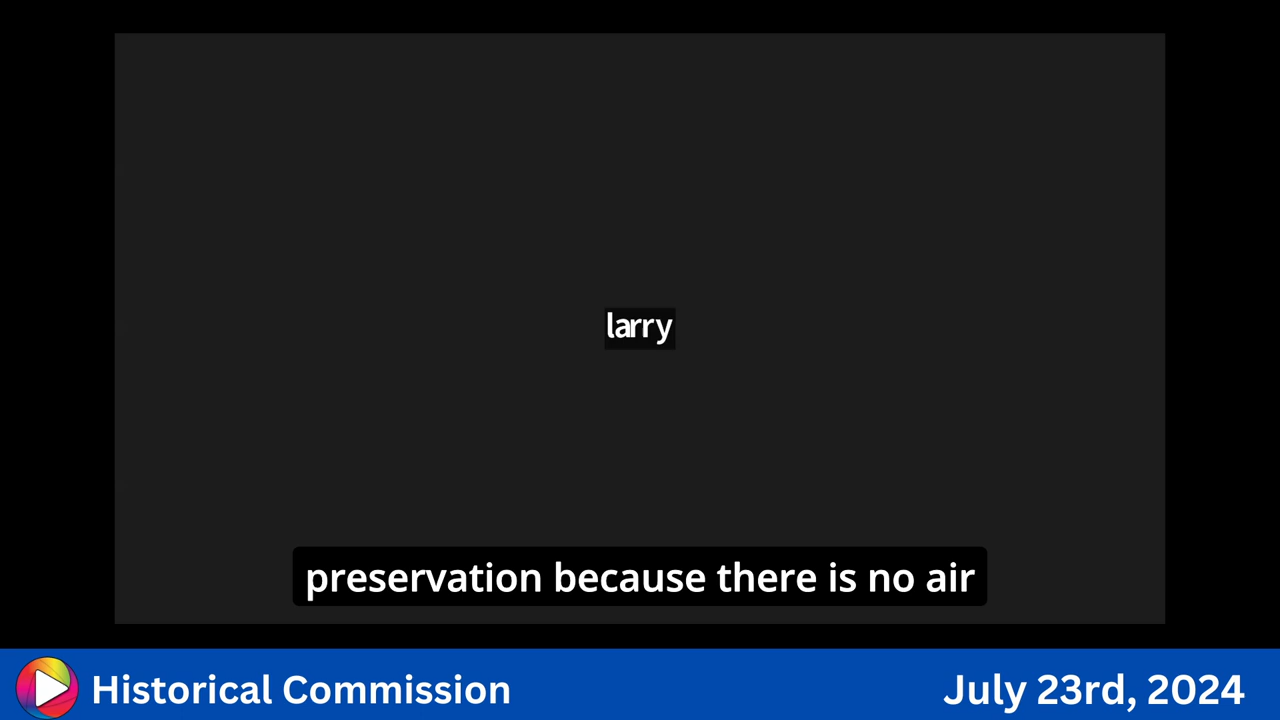 larry
preservation because there is no air
Historical Commission
July 23rd, 2024